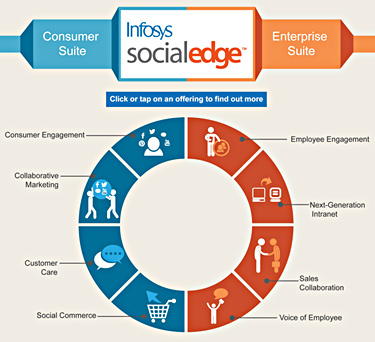 Consumer
Suite
Infosys
socialedge™
Enterprise
Suite
Click or tap on an offering to find out more
Consumer Engagement
Employee Engagement
Collaborative
Marketing
Next-Generation
Intranet
Customer
Care
Sales
Collaboration
Social Commerce
Voice of Employee